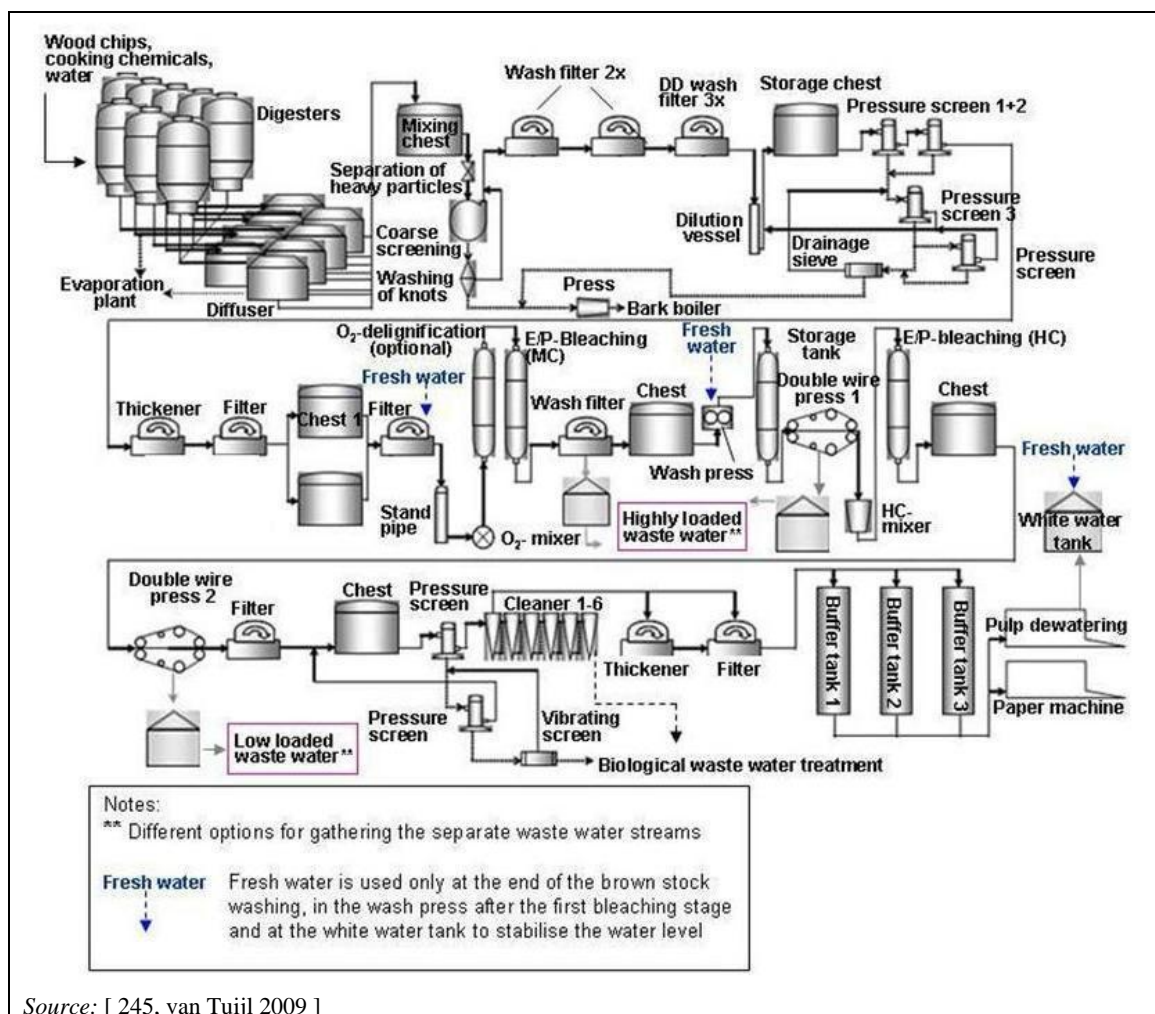 Wood chips,
cooking chemicals,
water
Digesters
Mixing
chest
Separation of
heavy particles
Coarse
screening
Washing
of knots
Evaporation
plant
Diffuser
Wash filter 2x
DD wash
filter 3x
Storage chest
Pressure screen 1+2
Dilution
vessel
Pressure
screen 3
Drainage
sieve
Pressure
screen
Press
Bark boiler
Thickener
Filter
Chest 1
Filter
Fresh water
O₂-delignification
(optional)
E/P-Bleaching
(MC)
Stand
pipe
O₂- mixer
Wash filter
Chest
Fresh
water
Wash press
Highly loaded
waste water**
Storage
tank
Double wire
press 1
HC-
mixer
E/P-bleaching (HC)
Chest
Fresh water
White water
tank
Double wire
press 2
Filter
Chest
Pressure
screen
Cleaner 1-6
Thickener
Filter
Buffer tank 1
Buffer tank 2
Buffer tank 3
Pulp dewatering
Paper machine
Low loaded
waste water**
Pressure
screen
Vibrating
screen
Biological waste water treatment
Notes:
** Different options for gathering the separate waste water streams
Fresh water
Fresh water is used only at the end of the brown stock
washing, in the wash press after the first bleaching stage
and at the white water tank to stabilise the water level
Source: [ 245, van Tuijl 2009 ]